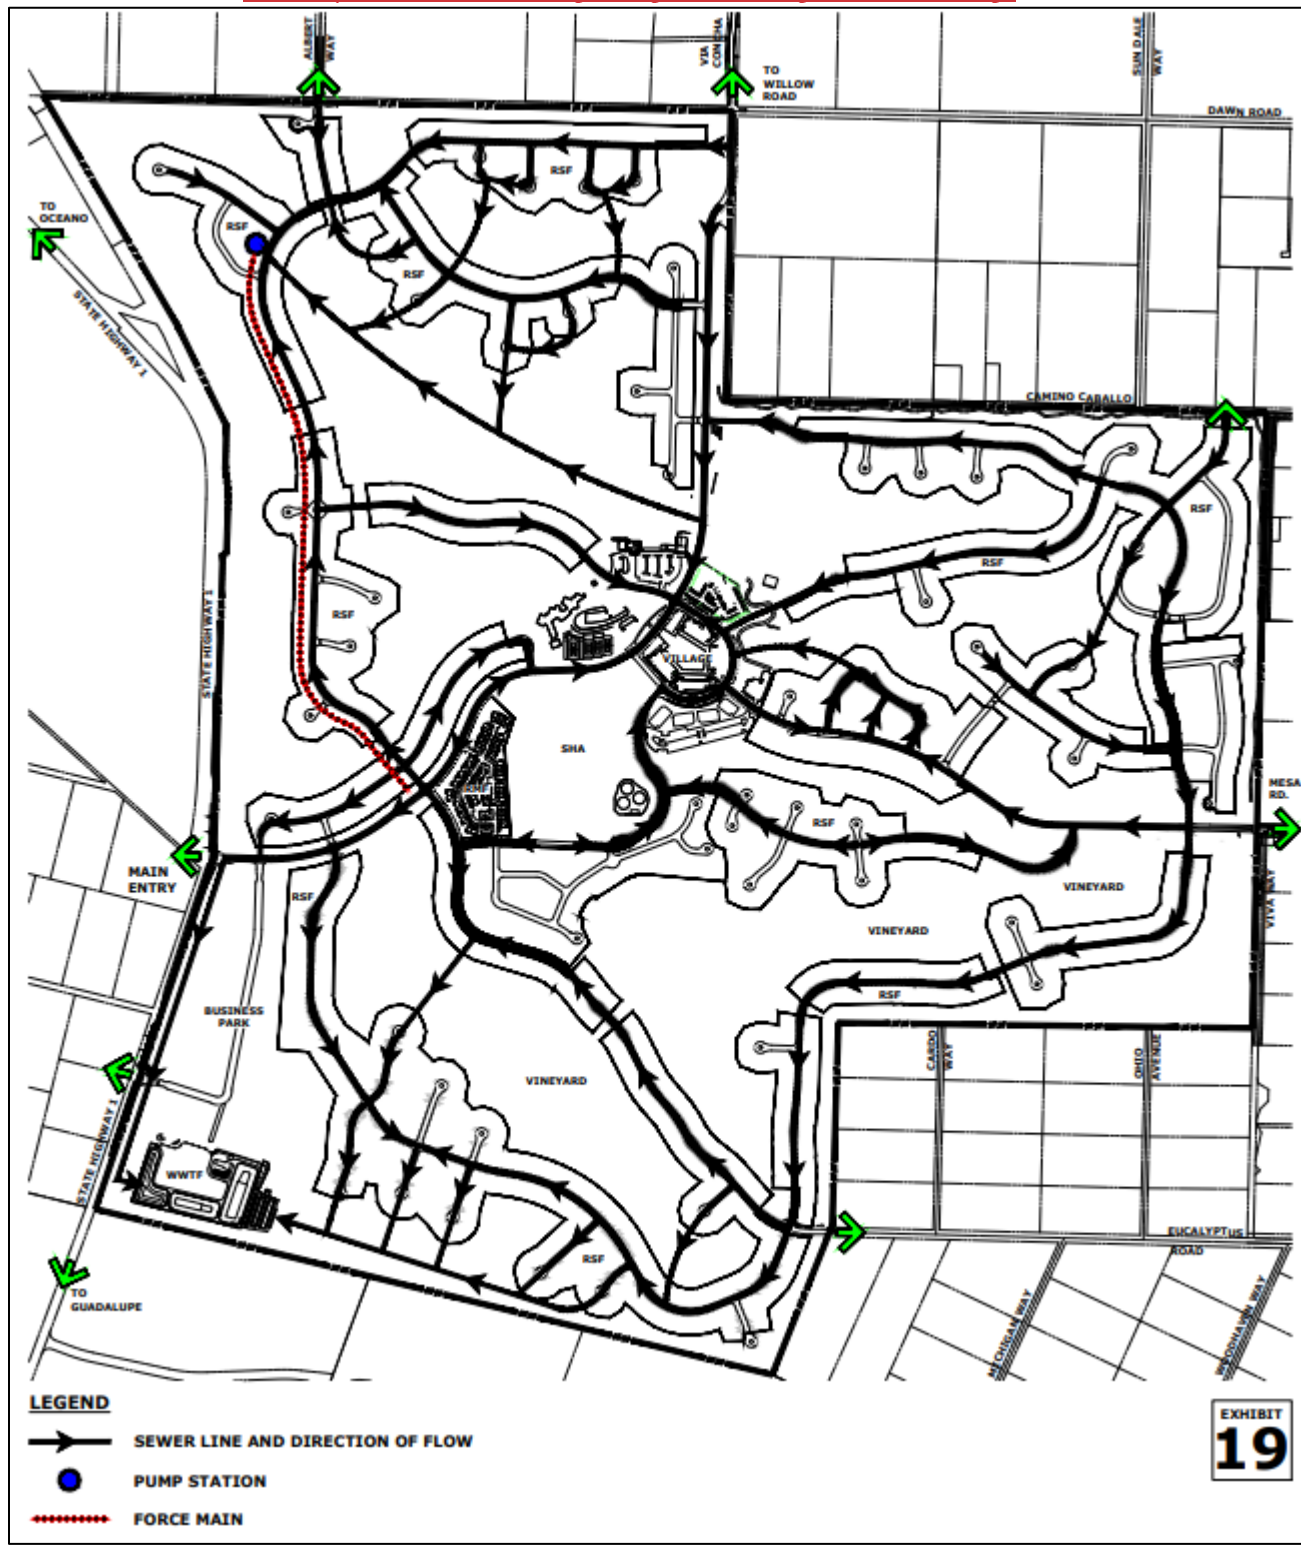 ALBERT
WAY
VIA
CONCHA
SUNDALE
WAY
TO
WILLOW
ROAD
DAWN ROAD
RSF
TO
OCEANO
RSF
RSF
STATE HIGHWAY 1
CAMINO CABALLO
RSF
RSF
STATE HIGHWAY 1
RSF
VILLAGE
SHA
MESA
RD.
RSF
MAIN
ENTRY
RSF
VINEYARD
VIVA WAY
VINEYARD
RSF
BUSINESS
PARK
CARDO
WAY
OHIO
AVENUE
VINEYARD
STATE HIGHWAY 1
WWTF
EUCALYPTUS
ROAD
RSF
TO
GUADALUPE
MICHIGAN WAY
WOODHAVEN WAY
LEGEND
SEWER LINE AND DIRECTION OF FLOW
PUMP STATION
FORCE MAIN
EXHIBIT
19